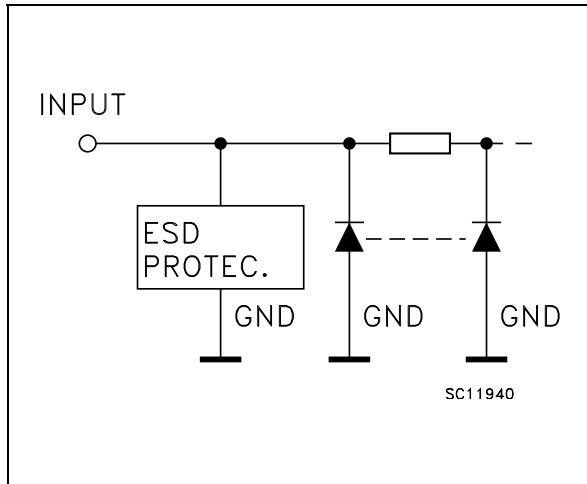 INPUT
ESD
PROTEC.
GND GND GND
SC11940